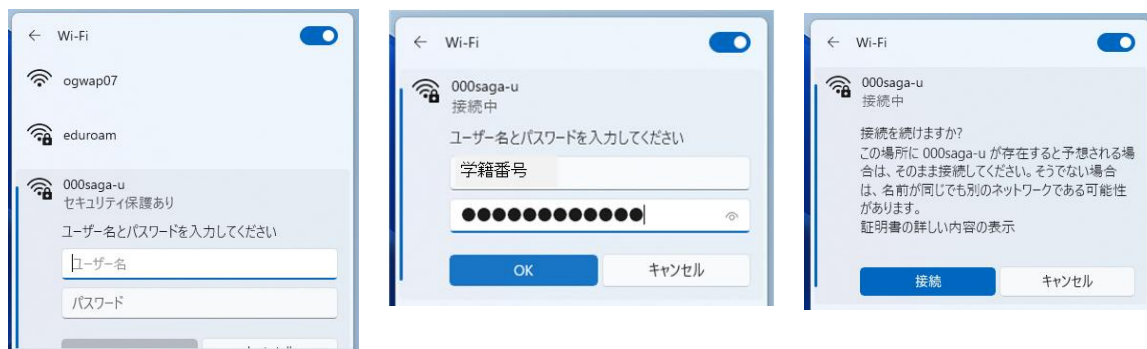 Wi-Fi
ogwap07
eduroam
000saga-u
セキュリティ保護あり
ユーザー名とパスワードを入力してください
ユーザー名
パスワード
Wi-Fi
000saga-u
接続中
ユーザー名とパスワードを入力してください
学籍番号
●●●●●●●●●●●●
OK
キャンセル
Wi-Fi
000saga-u
接続中
接続を続けますか?
この場所に 000saga-u が存在すると予想される場
合は、そのまま接続してください。そうでない場合
は、名前が同じでも別のネットワークである可能性
があります。
証明書の詳しい内容の表示
接続
キャンセル